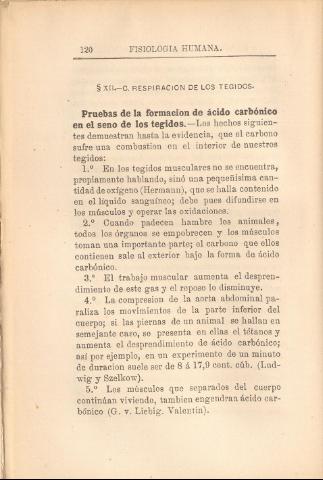 120 FISIOLOGIA HUMANA.
§ XII.—C. RESPIRACION DE LOS TEGIDOS.
Pruebas de la formacion de ácido carbónico
en el seno de los tegidos.—Los hechos siguien-
tes demuestran hasta la evidencia, que el carbono
sufre una combustion en el interior de nuestros
tegidos:
1.º En los tegidos musculares no se encuentra,
propiamente hablando, sinó una pequeñísima can-
tidad de oxígeno (Hermann), que se halla contenido
en el líquido sanguíneo; debe pues difundirse en
los músculos y operar las oxidaciones.
2.º Cuando padecen hambre los animales,
todos los órganos se empobrecen y los músculos
toman una importante parte; el carbono que ellos
contienen sale al exterior bajo la forma de ácido
carbónico.
3.º El trabajo muscular aumenta el despren-
dimiento de este gas y el reposo lo disminuye.
4.º La compresion de la aorta abdominal pa-
raliza los movimientos de la parte inferior del
cuerpo; si las piernas de un animal se hallan en
semejante caso, se presenta en ellas el tétanos y
aumenta el desprendimiento de ácido carbónico;
así por ejemplo, en un experimento de un minuto
de duracion suele ser de 8 á 17,9 cent. cúb. (Lud-
wig y Szelkow).
5.º Los músculos que separados del cuerpo
continúan viviendo, tambien engendran ácido car-
bónico (G. v. Liebig. Valentin).